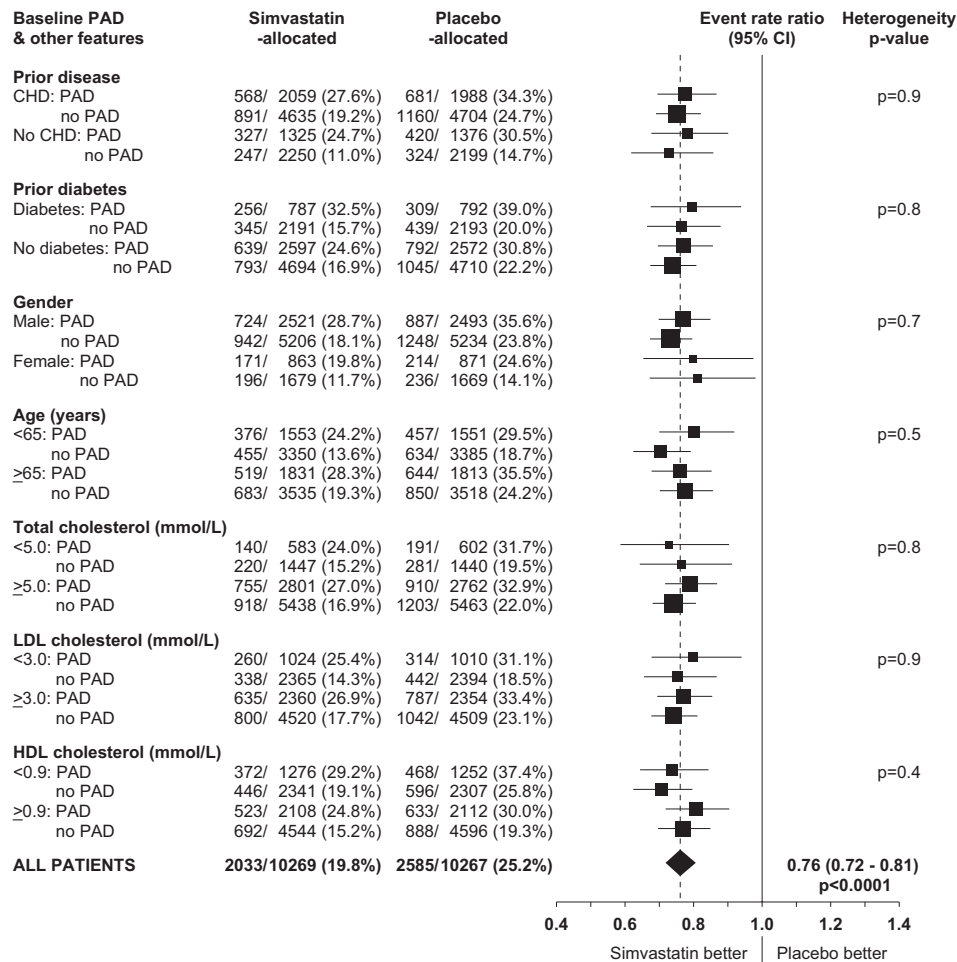 Baseline PAD Simvastatin Placebo Event rate ratio Heterogeneity
& other features -allocated -allocated (95% CI) p-value
Prior disease
CHD: PAD 568/ 2059 (27.6%) 681/ 1988 (34.3%) p=0.9
no PAD 891/ 4635 (19.2%) 1160/ 4704 (24.7%)
No CHD: PAD 327/ 1325 (24.7%) 420/ 1376 (30.5%)
no PAD 247/ 2250 (11.0%) 324/ 2199 (14.7%)
Prior diabetes
Diabetes: PAD 256/ 787 (32.5%) 309/ 792 (39.0%) p=0.8
no PAD 345/ 2191 (15.7%) 439/ 2193 (20.0%)
No diabetes: PAD 639/ 2597 (24.6%) 792/ 2572 (30.8%)
no PAD 793/ 4694 (16.9%) 1045/ 4710 (22.2%)
Gender
Male: PAD 724/ 2521 (28.7%) 887/ 2493 (35.6%) p=0.7
no PAD 942/ 5206 (18.1%) 1248/ 5234 (23.8%)
Female: PAD 171/ 863 (19.8%) 214/ 871 (24.6%)
no PAD 196/ 1679 (11.7%) 236/ 1669 (14.1%)
Age (years)
<65: PAD 376/ 1553 (24.2%) 457/ 1551 (29.5%) p=0.5
no PAD 455/ 3350 (13.6%) 634/ 3385 (18.7%)
≥65: PAD 519/ 1831 (28.3%) 644/ 1813 (35.5%)
no PAD 683/ 3535 (19.3%) 850/ 3518 (24.2%)
Total cholesterol (mmol/L)
<5.0: PAD 140/ 583 (24.0%) 191/ 602 (31.7%) p=0.8
no PAD 220/ 1447 (15.2%) 281/ 1440 (19.5%)
≥5.0: PAD 755/ 2801 (27.0%) 910/ 2762 (32.9%)
no PAD 918/ 5438 (16.9%) 1203/ 5463 (22.0%)
LDL cholesterol (mmol/L)
<3.0: PAD 260/ 1024 (25.4%) 314/ 1010 (31.1%) p=0.9
no PAD 338/ 2365 (14.3%) 442/ 2394 (18.5%)
≥3.0: PAD 635/ 2360 (26.9%) 787/ 2354 (33.4%)
no PAD 800/ 4520 (17.7%) 1042/ 4509 (23.1%)
HDL cholesterol (mmol/L)
<0.9: PAD 372/ 1276 (29.2%) 468/ 1252 (37.4%) p=0.4
no PAD 446/ 2341 (19.1%) 596/ 2307 (25.8%)
≥0.9: PAD 523/ 2108 (24.8%) 633/ 2112 (30.0%)
no PAD 692/ 4544 (15.2%) 888/ 4596 (19.3%)
ALL PATIENTS 2033/10269 (19.8%) 2585/10267 (25.2%) 0.76 (0.72 - 0.81)
p<0.0001
0.4 0.6 0.8 1.0 1.2 1.4
Simvastatin better Placebo better